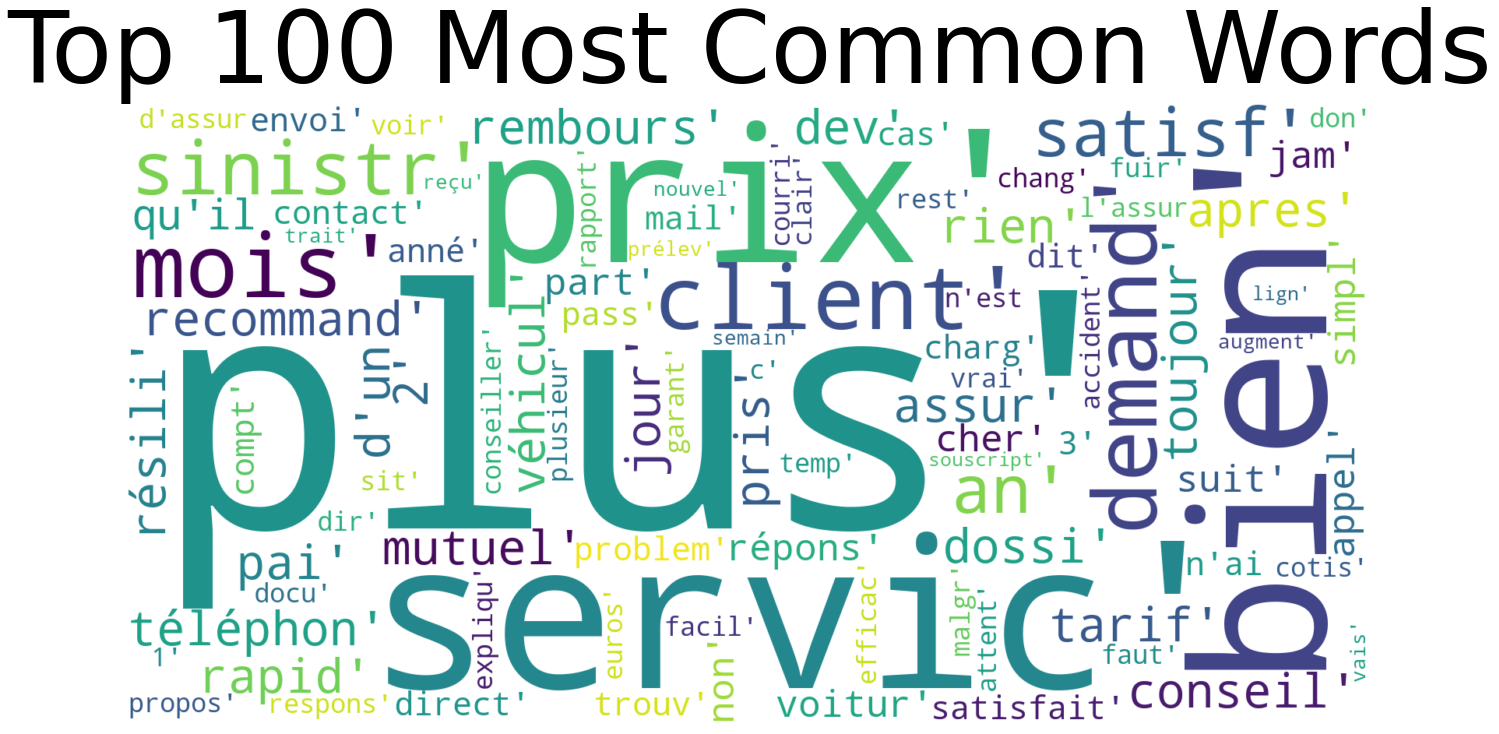 Top 100 Most Common Words
d'assur
envoi'
voir'
rembours'
dev'
cas'
satisf'
don'
sinistr'
reçu'
prix'
rapport'
nouvel'
courri'
clair'
chang'
fuir'
jam'
qu'il
contact'
trait'
mail'
prélev'
rest'
rien'
l'assur
apres'
mois'
anné'
part'
client'
n'est
dit'
demand'
toujour'
bien'
lign'
simpl'
recommand'
véhicul'
pass'
semain'
charg'
accident'
augment'
plus'
résili'
compt'
d'un
2'
conseiller'
plusieur'
jour'
garant'
pris'
c'
vrai'
assur'
cher'
3'
temp'
souscript'
sit'
an'
suit'
appel'
dir'
pai'
docu'
mutuel'
problem'
répons'
dossi'
n'ai
cotis'
servic'
téléphon'
1'
rapid'
expliqu'
euros'
facil'
non'
efficac'
malgr'
attent'
tarif'
faut'
vais'
propos'
respons'
direct'
trouv'
voitur'
satisfait'
conseil'